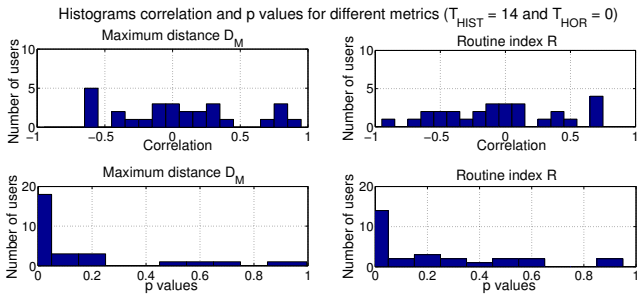 Histograms correlation and p values for different metrics (T_HIST = 14 and T_HOR = 0)
Maximum distance D_M
Number of users
10
5
0
−1 −0.5 0 0.5 1
Correlation
Routine index R
Number of users
10
5
0
−1 −0.5 0 0.5 1
Correlation
Maximum distance D_M
Number of users
20
10
0
0 0.2 0.4 0.6 0.8 1
p values
Routine index R
Number of users
20
10
0
0 0.2 0.4 0.6 0.8 1
p values